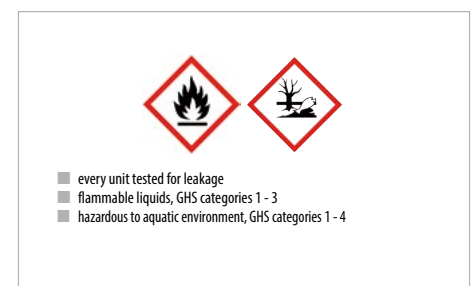 every unit tested for leakage
flammable liquids, GHS categories 1 - 3
hazardous to aquatic environment, GHS categories 1 - 4